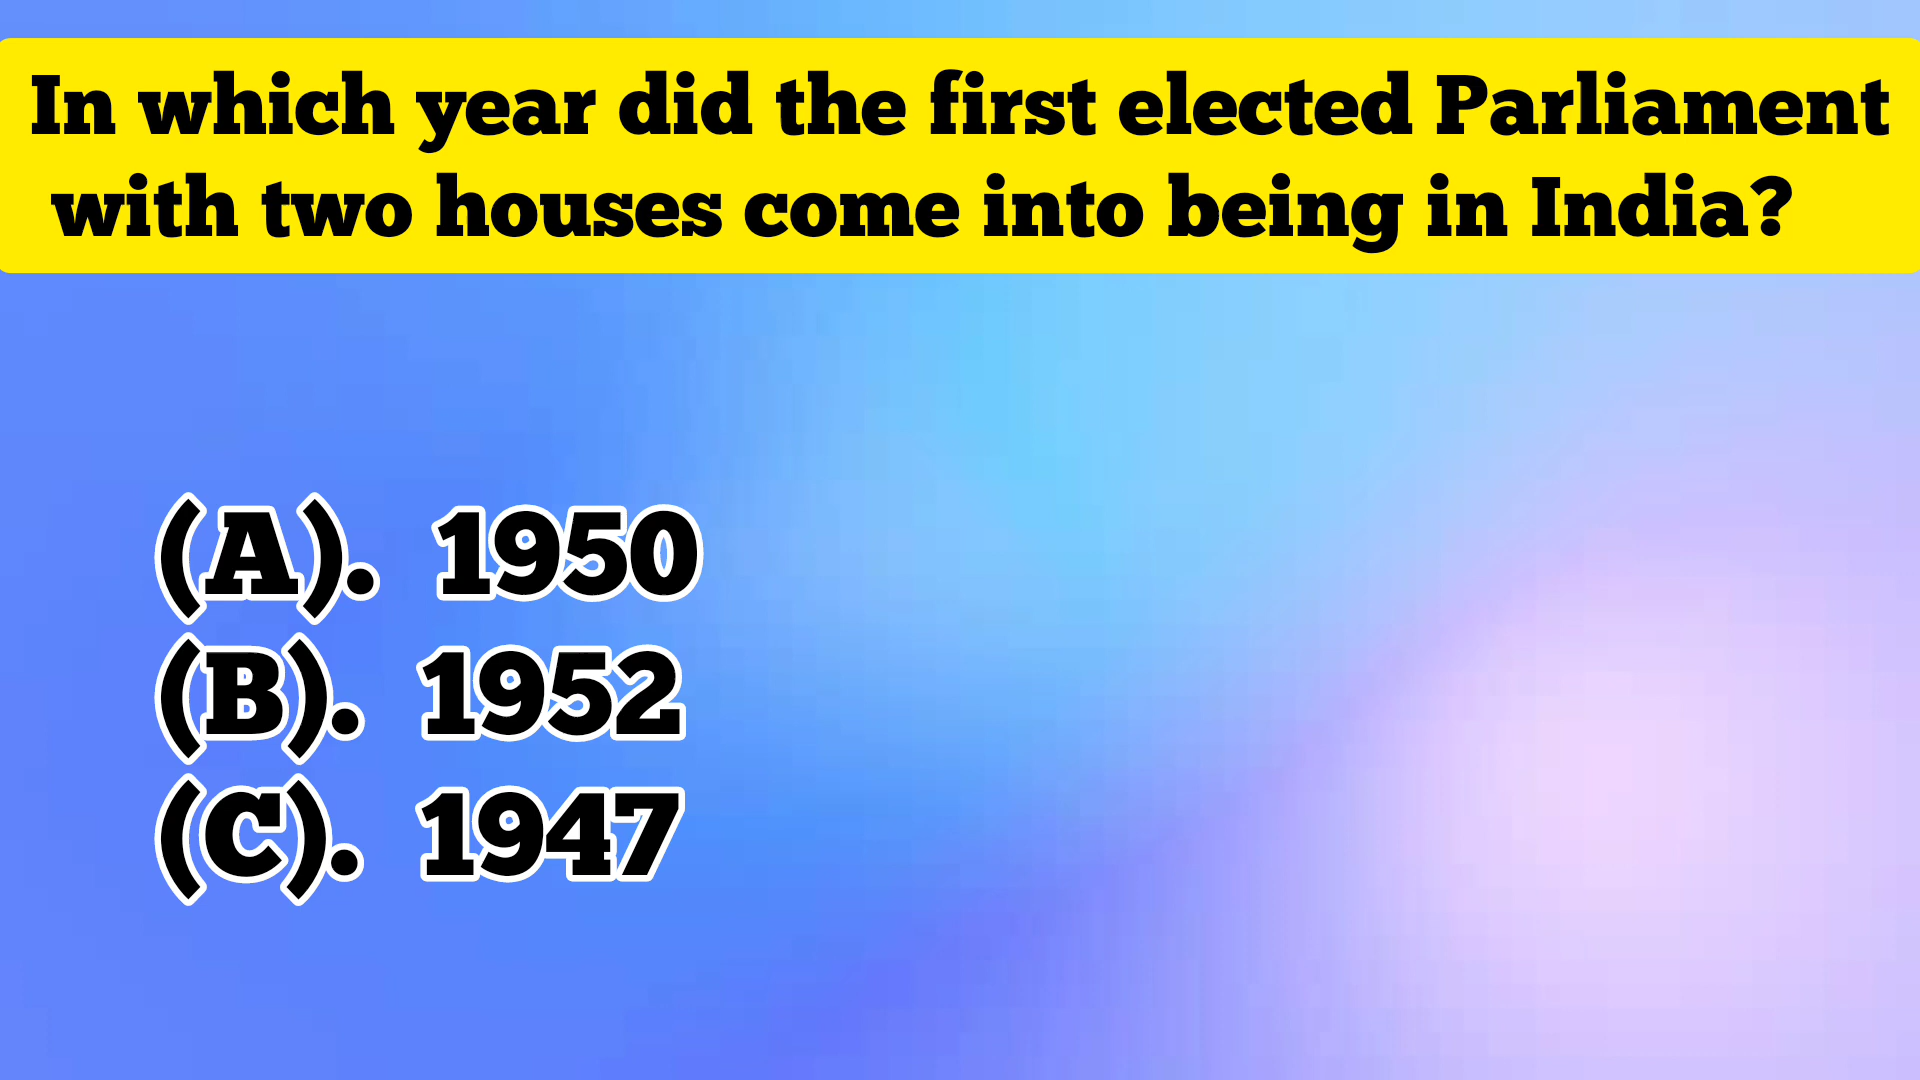 In which year did the first elected Parliament
with two houses come into being in India?
(A). 1950
(B). 1952
(C). 1947